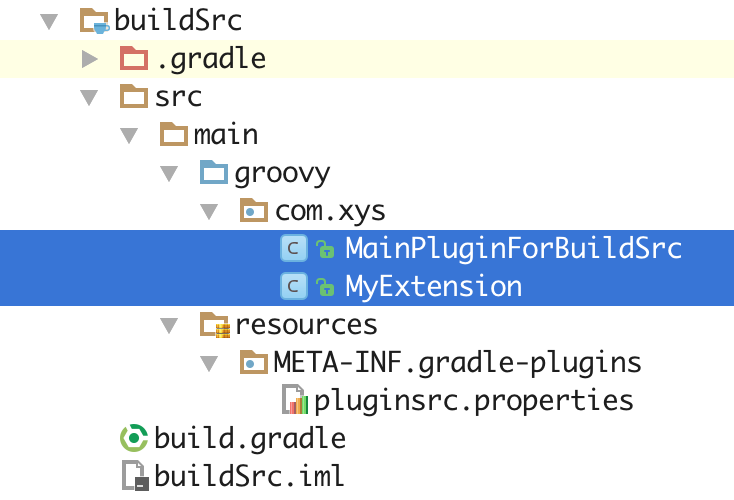 buildSrc
.gradle
src
main
groovy
com.xys
C MainPluginForBuildSrc
C MyExtension
resources
META-INF.gradle-plugins
pluginsrc.properties
build.gradle
buildSrc.iml